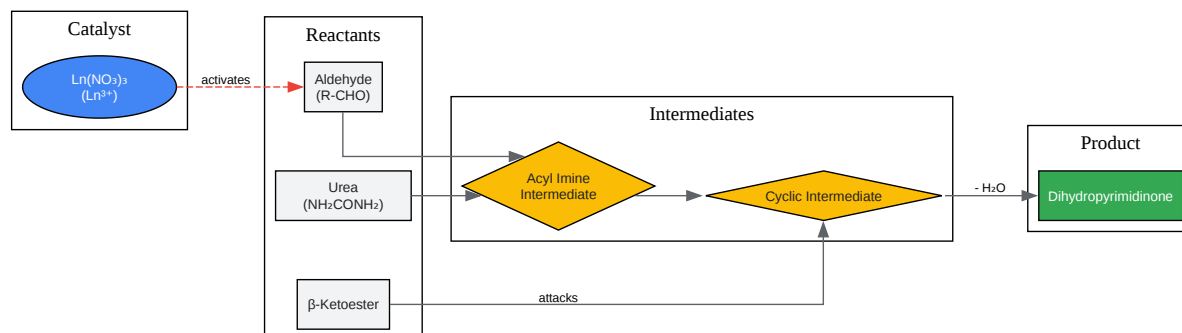 Catalyst
Ln(NO₃)₃
(Ln³⁺)
activates
Reactants
Aldehyde
(R-CHO)
Urea
(NH₂CONH₂)
β-Ketoester
attacks
Intermediates
Acyl Imine
Intermediate
Cyclic Intermediate
- H₂O
Product
Dihydropyrimidinone